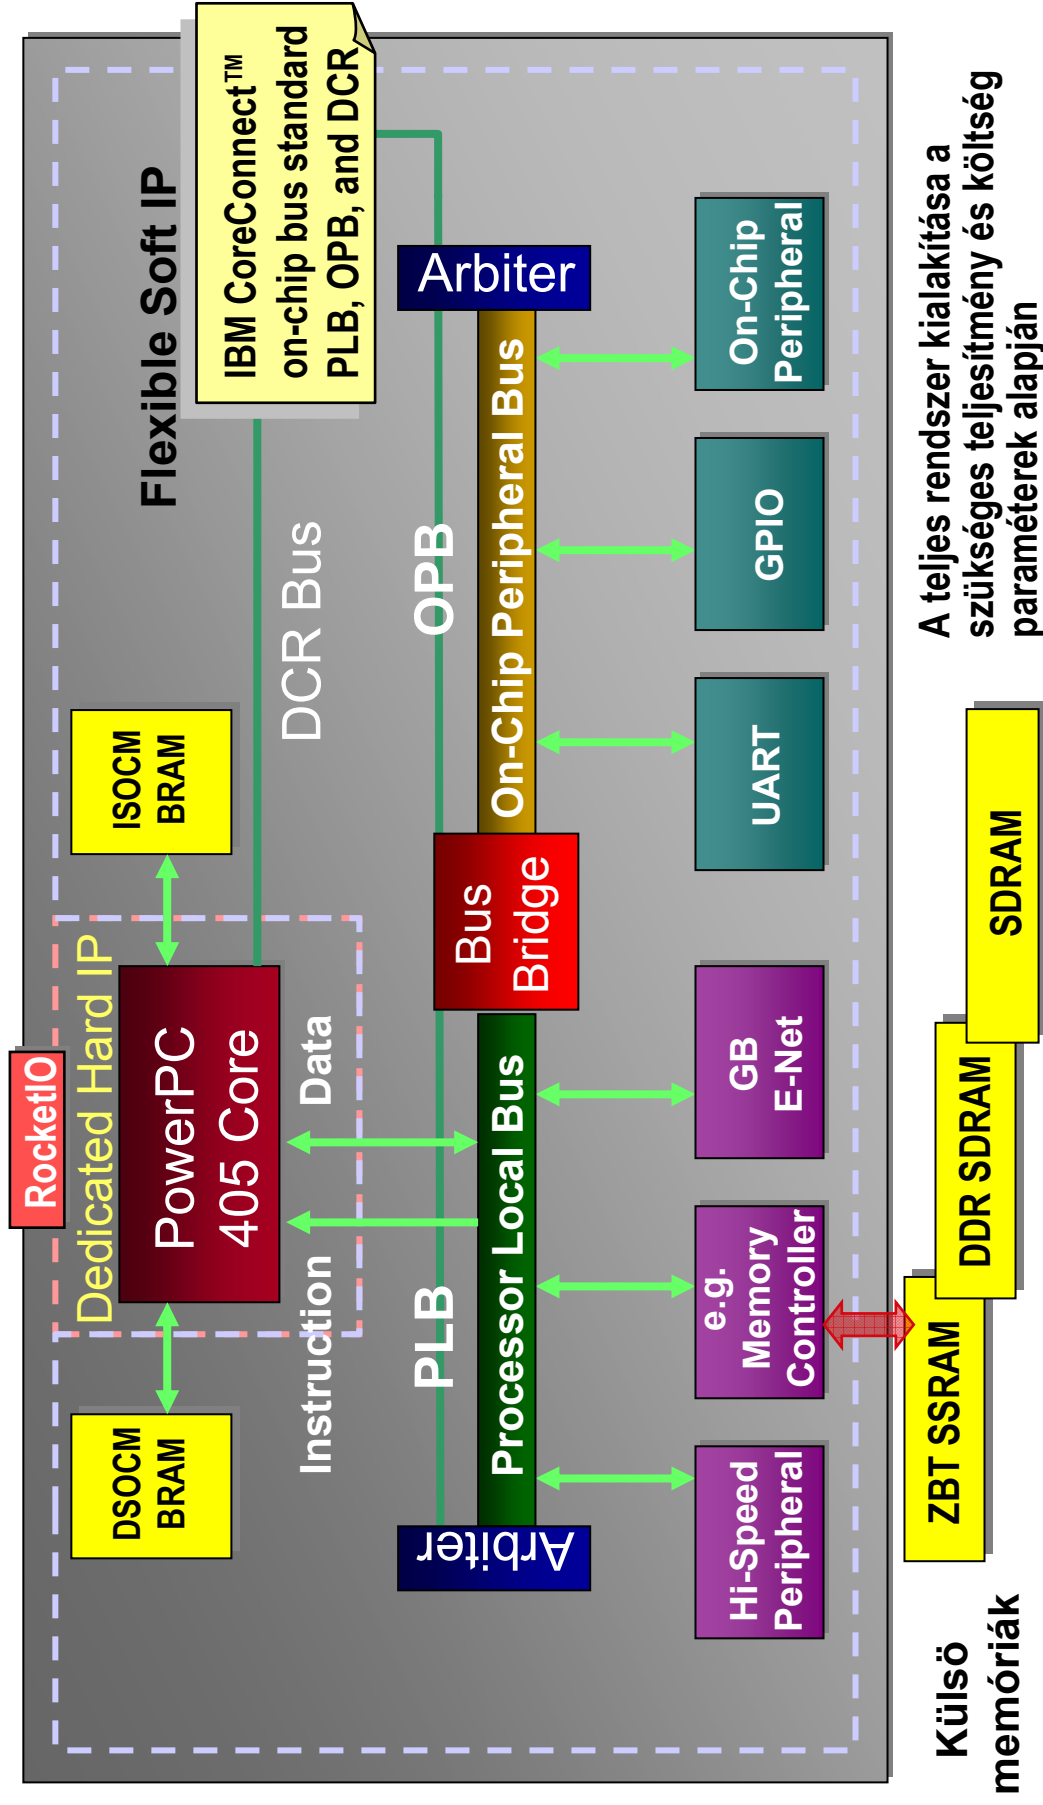 RocketIO
Dedicated Hard IP
Flexible Soft IP
DSOCM
BRAM
PowerPC
405 Core
ISOCM
BRAM
IBM CoreConnect™
on-chip bus standard
PLB, OPB, and DCR
Instruction
Data
DCR Bus
PLB
OPB
Arbiter
Processor Local Bus
Bus
Bridge
On-Chip Peripheral Bus
Arbiter
Hi-Speed
Peripheral
e.g.
Memory
Controller
GB
E-Net
UART
GPIO
On-Chip
Peripheral
Külsö
memóriák
ZBT SSRAM
DDR SDRAM
SDRAM
A teljes rendszer kialakítása a
szükséges teljesítmény és költség
paraméterek alapján